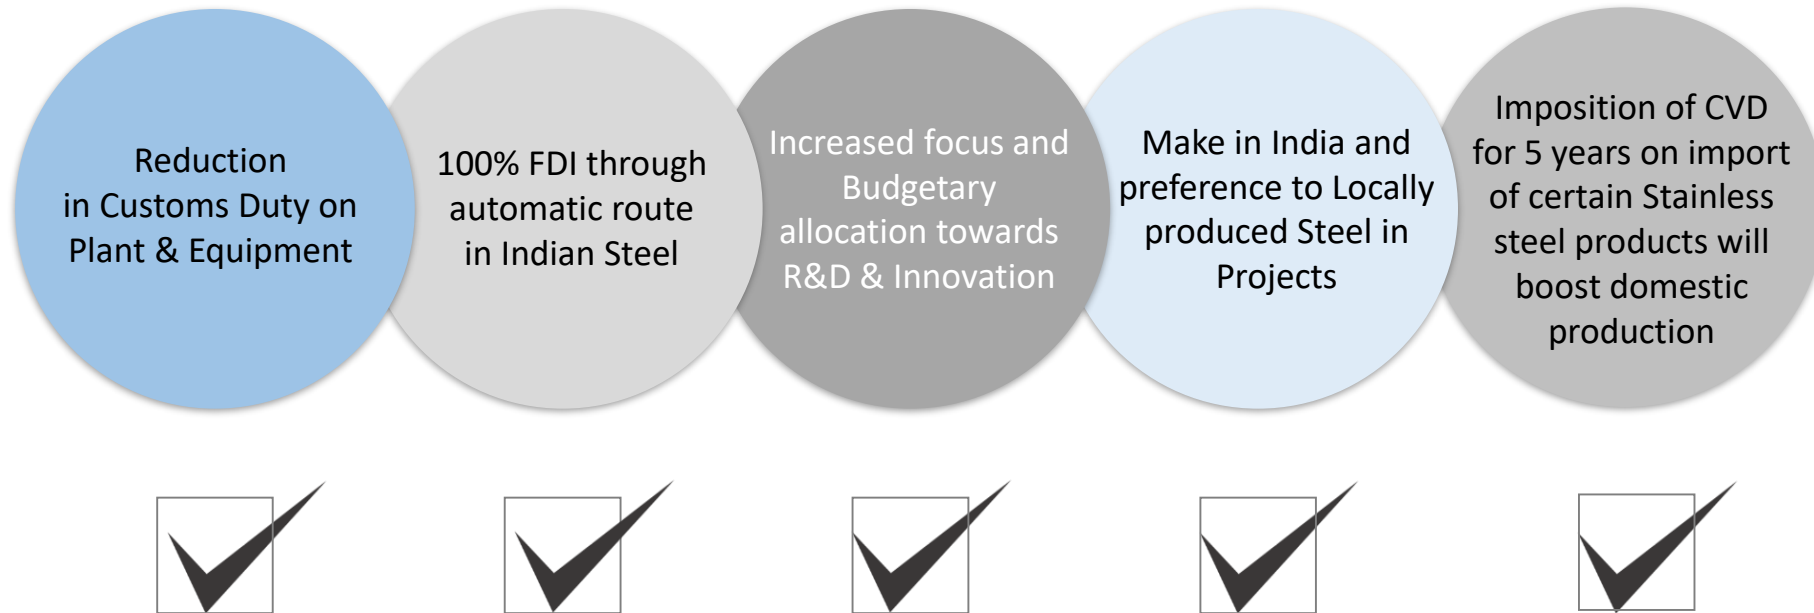 Reduction
in Customs Duty on
Plant & Equipment
100% FDI through
automatic route
in Indian Steel
Increased focus and
Budgetary
allocation towards
R&D & Innovation
Make in India and
preference to Locally
produced Steel in
Projects
Imposition of CVD
for 5 years on import
of certain Stainless
steel products will
boost domestic
production